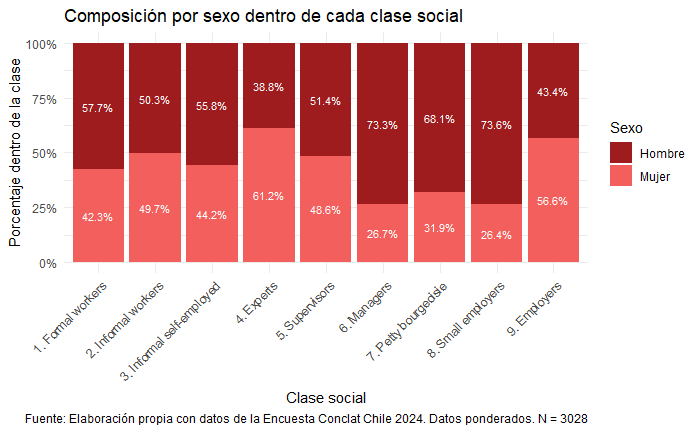 Composición por sexo dentro de cada clase social
Porcentaje dentro de la clase
100%
75%
50%
25%
0%
57.7%
50.3%
55.8%
38.8%
51.4%
73.3%
68.1%
73.6%
43.4%
42.3%
49.7%
44.2%
61.2%
48.6%
26.7%
31.9%
26.4%
56.6%
1. Formal workers
2. Informal workers
3. Informal self-employed
4. Experts
5. Supervisors
6. Managers
7. Petty bourgedisie
8. Small employers
9. Employers
Clase social
Sexo
Hombre
Mujer
Fuente: Elaboración propia con datos de la Encuesta Conclat Chile 2024. Datos ponderados. N = 3028